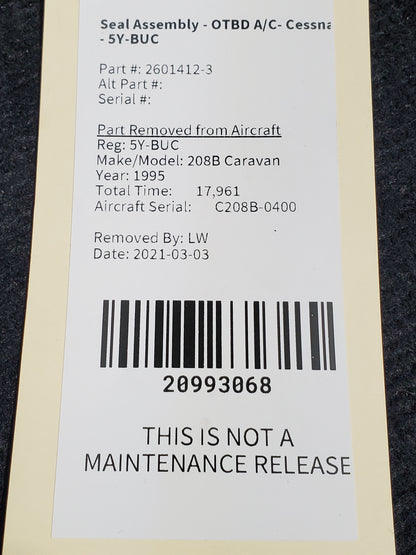 Seal Assembly - OTBD A/C- Cessna
- 5Y-BUC
Part #: 2601412-3
Alt Part #:
Serial #:
Part Removed from Aircraft
Reg: 5Y-BUC
Make/Model: 208B Caravan
Year: 1995
Total Time: 17,961
Aircraft Serial: C208B-0400
Removed By: LW
Date: 2021-03-03
20993068
THIS IS NOT A
MAINTENANCE RELEASE